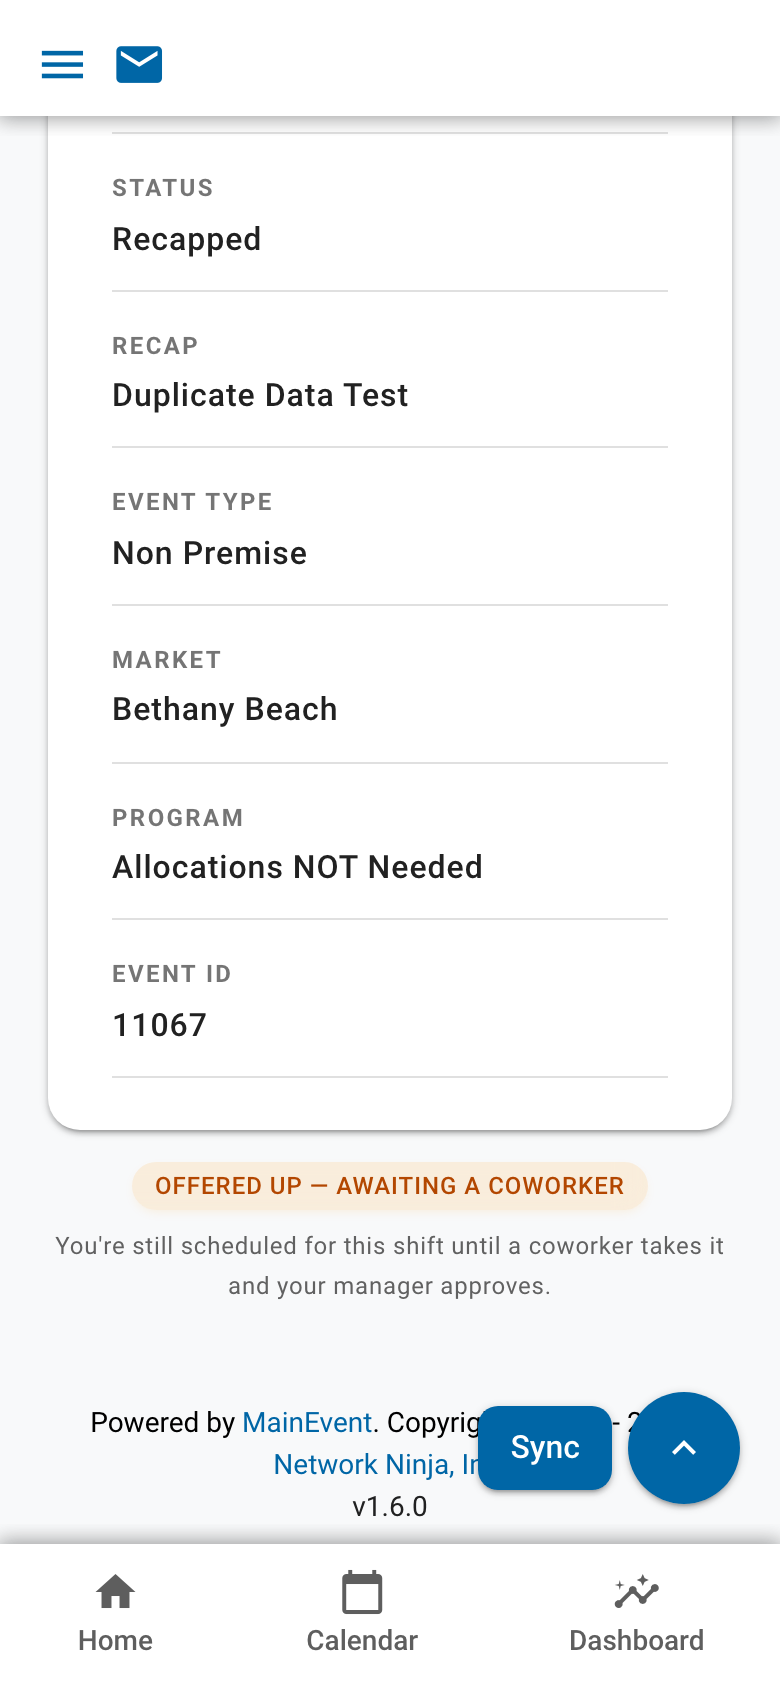 STATUS
Recapped
RECAP
Duplicate Data Test
EVENT TYPE
Non Premise
MARKET
Bethany Beach
PROGRAM
Allocations NOT Needed
EVENT ID
11067
OFFERED UP — AWAITING A COWORKER
You're still scheduled for this shift until a coworker takes it
and your manager approves.
Powered by MainEvent. -
Network Ninja,
v1.6.0
Sync
Home
Calendar
Dashboard